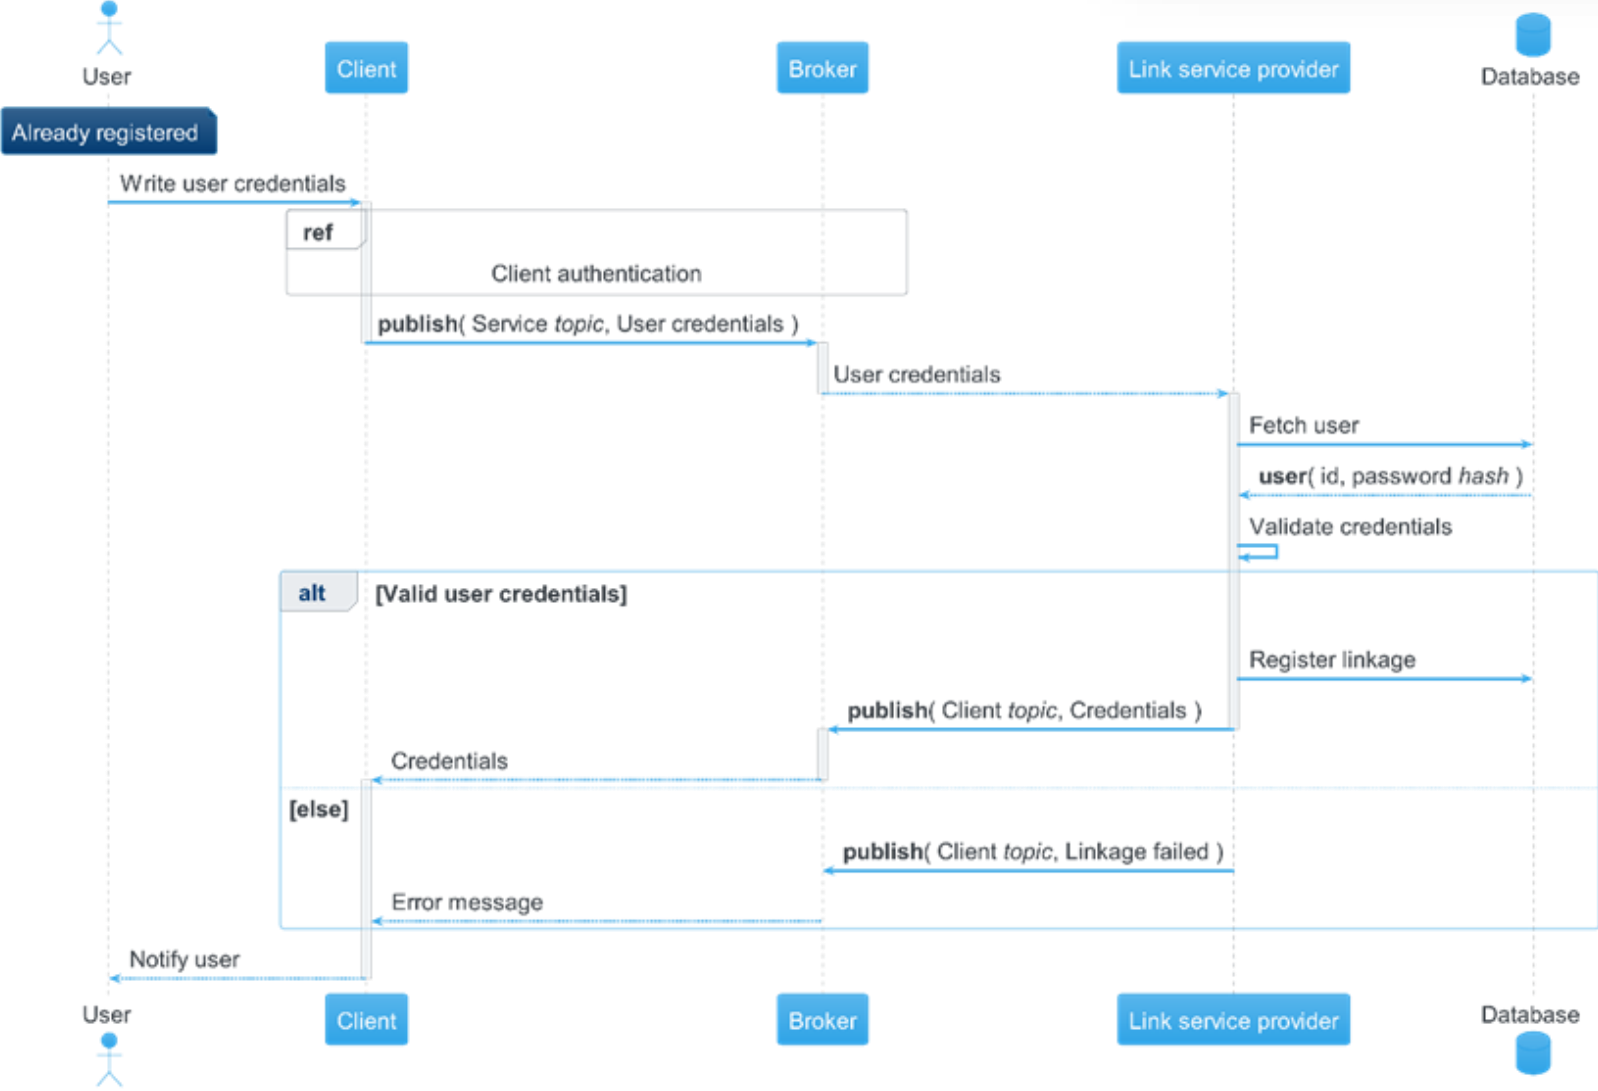 User
Client
Broker
Link service provider
Database
Already registered
Write user credentials
ref
Client authentication
publish( Service topic, User credentials )
User credentials
Fetch user
user( id, password hash )
Validate credentials
alt
[Valid user credentials]
Register linkage
publish( Client topic, Credentials )
Credentials
[else]
publish( Client topic, Linkage failed )
Error message
Notify user
User
Client
Broker
Link service provider
Database